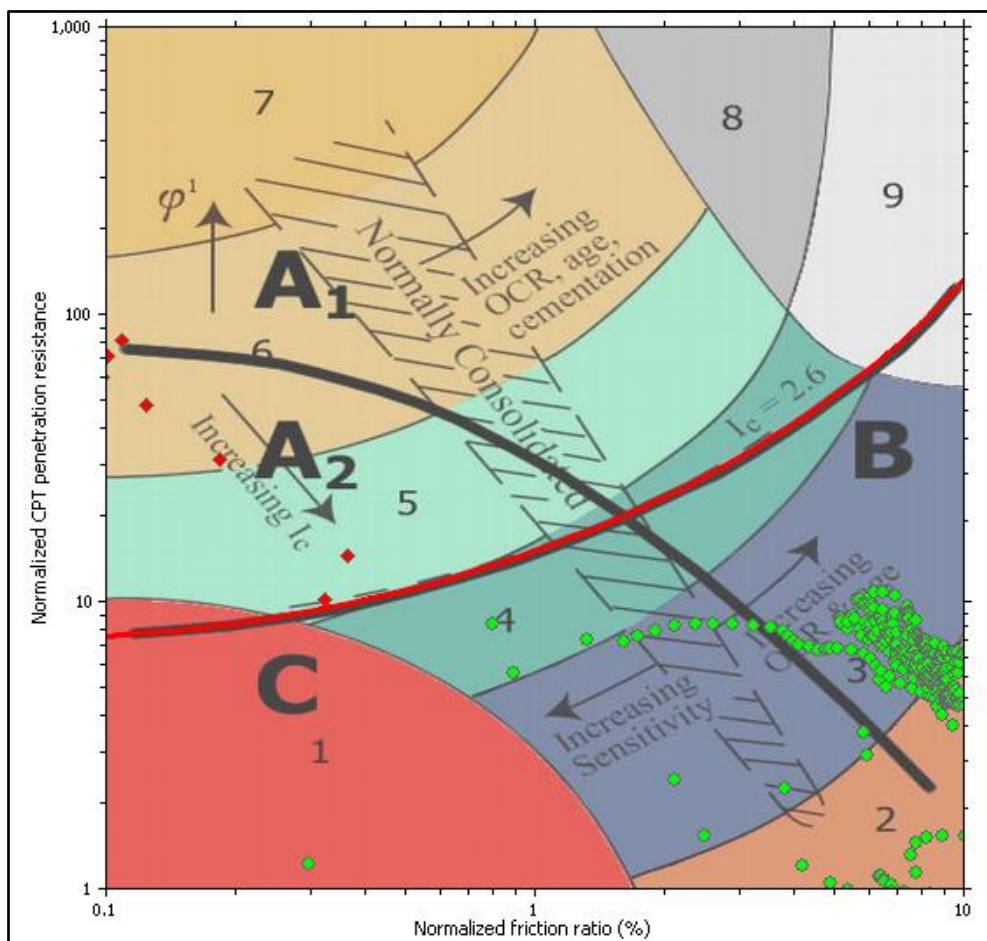 1,000
100
10
1
0.1
1
10
Normalized CPT penetration resistance
Normalized friction ratio (%)
7
8
9
φ¹
A1
Increasing
OCR, age,
cementation
Normally Consolidated
6
A2
Increasing Ic
5
Ic = 2.6
B
4
Increasing
OCR & age
3
C
Increasing
Sensitivity
1
2